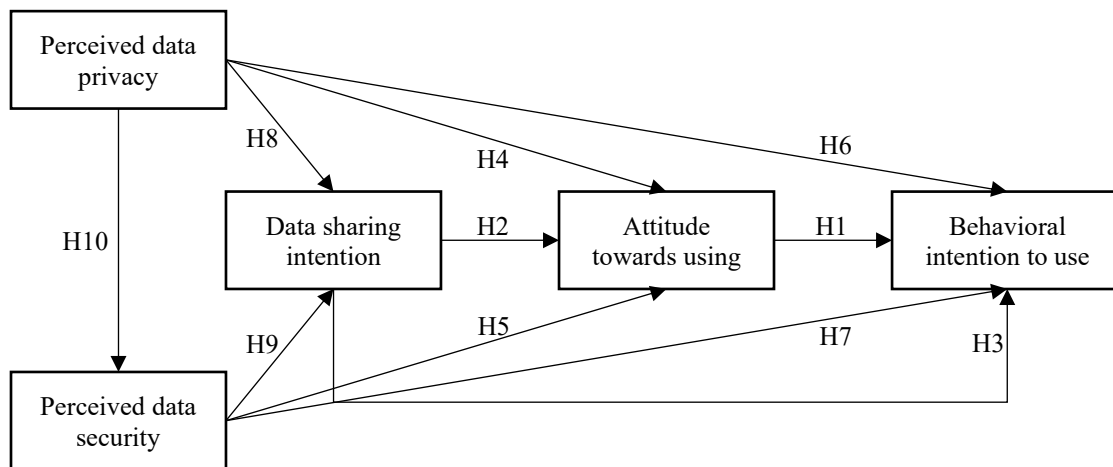 Perceived data
privacy
H8
H4
H6
H10
Data sharing
intention
H2
Attitude
towards using
H1
Behavioral
intention to use
H9
H5
H7
H3
Perceived data
security